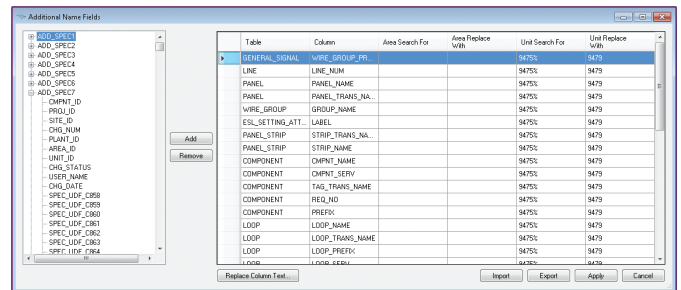 Additional Name Fields
ADD_SPEC1
ADD_SPEC2
ADD_SPEC3
ADD_SPEC4
ADD_SPEC5
ADD_SPEC6
ADD_SPEC7
CMPNT_ID
PROJ_ID
SITE_ID
CHG_NUM
PLANT_ID
AREA_ID
UNIT_ID
CHG_STATUS
USER_NAME
CHG_DATE
SPEC_UDF_C858
SPEC_UDF_C859
SPEC_UDF_C860
SPEC_UDF_C861
SPEC_UDF_C862
SPEC_UDF_C863
SPEC_UDF_C864
Add
Remove
Table Column Area Search For Area Replace With Unit Search For Unit Replace With
GENERAL_SIGNAL WIRE_GROUP_PR... 9475% 9479
LINE LINE_NUM 9475% 9479
PANEL PANEL_NAME 9475% 9479
PANEL PANEL_TRANS_NA... 9475% 9479
WIRE_GROUP GROUP_NAME 9475% 9479
ESL_SETTING_ATT... LABEL 9475% 9479
PANEL_STRIP STRIP_TRANS_NA... 9475% 9479
PANEL_STRIP STRIP_NAME 9475% 9479
COMPONENT CMPNT_NAME 9475% 9479
COMPONENT CMPNT_SERV 9475% 9479
COMPONENT TAG_TRANS_NAME 9475% 9479
COMPONENT REQ_NO 9475% 9479
COMPONENT PREFIX 9475% 9479
LOOP LOOP_NAME 9475% 9479
LOOP LOOP_TRANS_NAME 9475% 9479
LOOP LOOP_PREFIX 9475% 9479
LOOP LOOP_SERV 9475% 9479
Replace Column Text... Import Export Apply Cancel